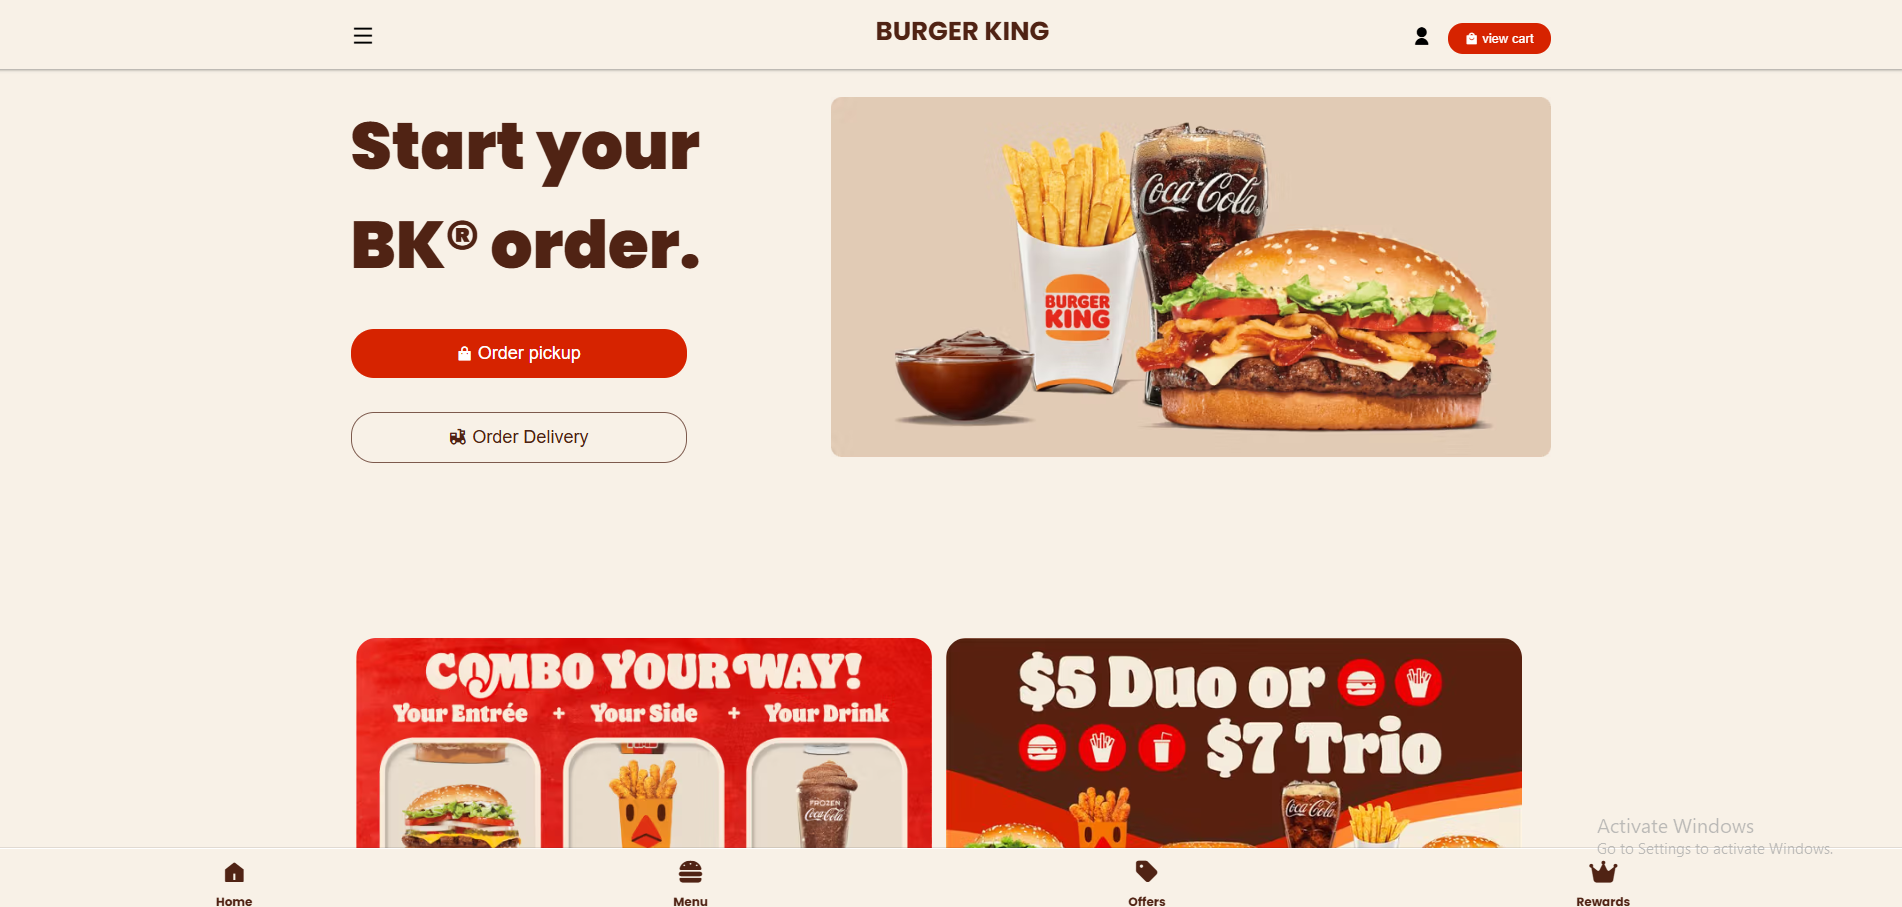 BURGER KING
view cart
Start your
BK® order.
Order pickup
Order Delivery
Coca-Cola®
BURGER
KING
COMBO YOUR WAY!
Your Entrée + Your Side + Your Drink
FROZEN
Coca-Cola
$5 Duo or
$7 Trio
Coca-Cola
Activate Windows
Go to Settings to activate Windows.
Home
Menu
Offers
Rewards